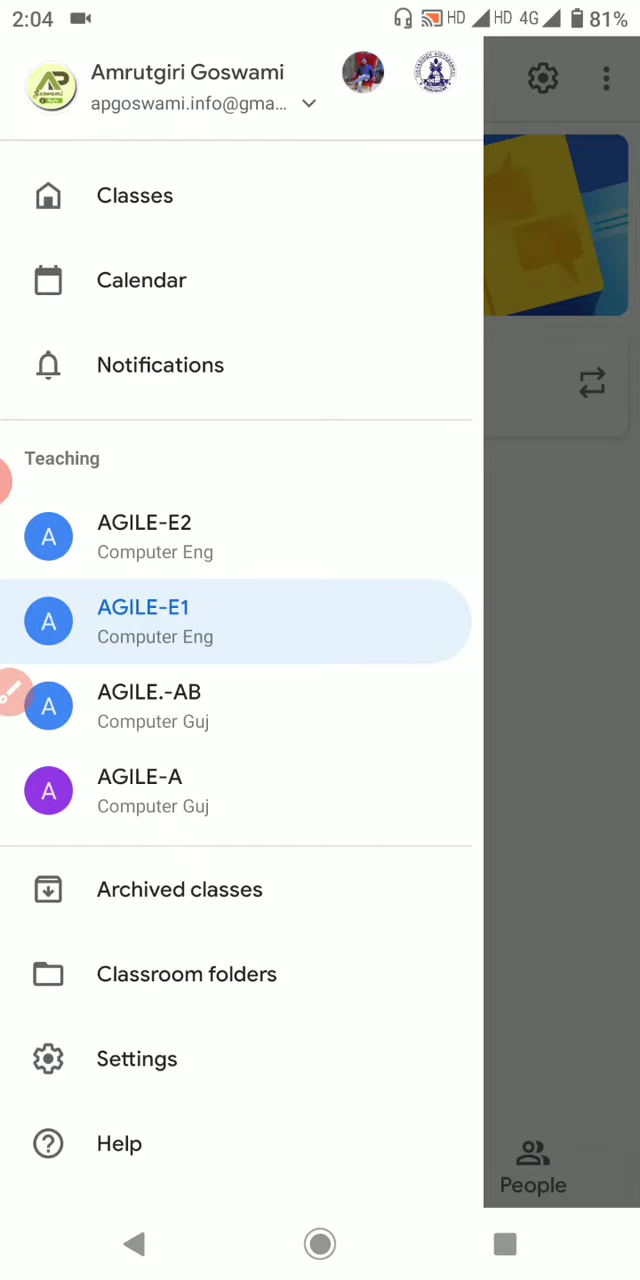 2:04 HD HD 4G 81%
Amrutgiri Goswami
apgoswami.info@gma...
Classes
Calendar
Notifications
Teaching
A AGILE-E2
Computer Eng
A AGILE-E1
Computer Eng
A AGILE.-AB
Computer Guj
A AGILE-A
Computer Guj
Archived classes
Classroom folders
Settings
Help
People